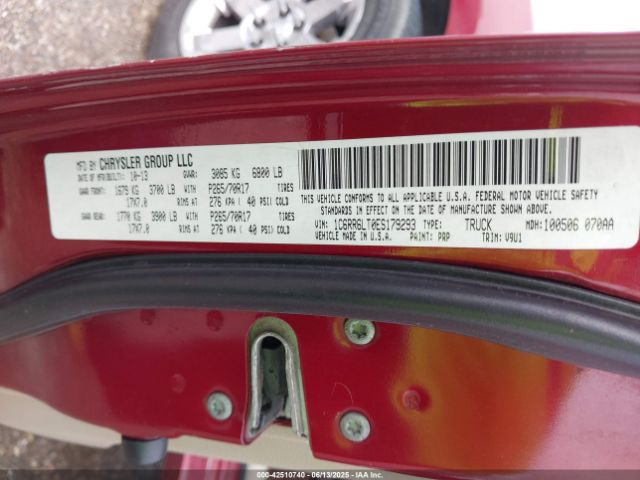 MFD BY CHRYSLER GROUP LLC
DATE OF MFR/BUILT: 10-13 GVWR: 3085 KG 6800 LB
GAWR FRONT: 1679 KG 3700 LB P265/70R17 TIRES
17X7.0 RIMS AT 276 KPA ( 40 PSI) COLD
GAWR REAR: 1770 KG 3900 LB P265/70R17 TIRES
17X7.0 RIMS AT 276 KPA ( 40 PSI) COLD
THIS VEHICLE CONFORMS TO ALL APPLICABLE U.S.A. FEDERAL MOTOR VEHICLE SAFETY
STANDARDS IN EFFECT ON THE DATE OF MANUFACTURE SHOWN ABOVE.
VIN: 1C6RR6LT0ES179293 TYPE: TRUCK MDH: 100506 070AA
VEHICLE MADE IN U.S.A. PAINT: PRP TRIM: V9U1
000-42510740 - 06/13/2025 - IAAI Copyright